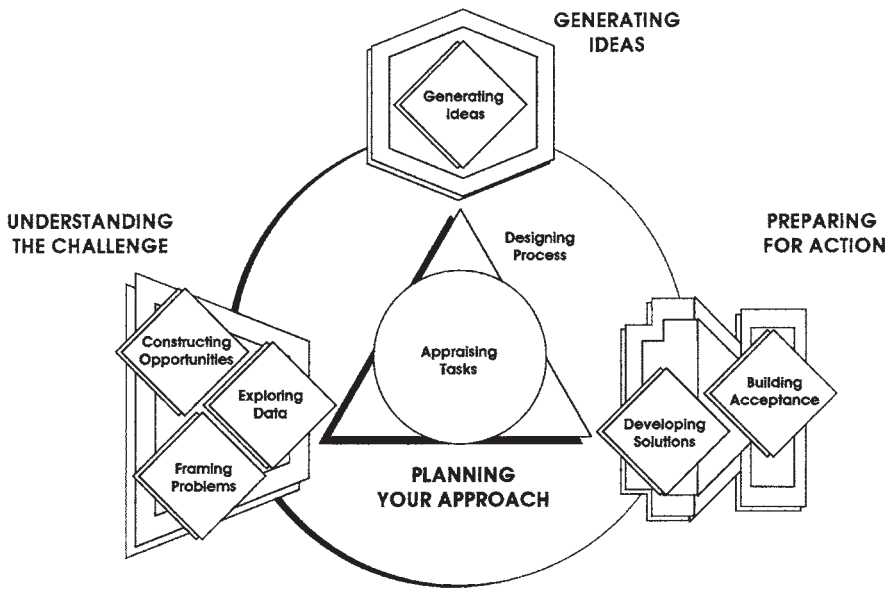 GENERATING
IDEAS
Generating
Ideas
UNDERSTANDING
THE CHALLENGE
PREPARING
FOR ACTION
Designing
Process
Constructing
Opportunities
Appraising
Tasks
Exploring
Data
Building
Acceptance
Developing
Solutions
Framing
Problems
PLANNING
YOUR APPROACH